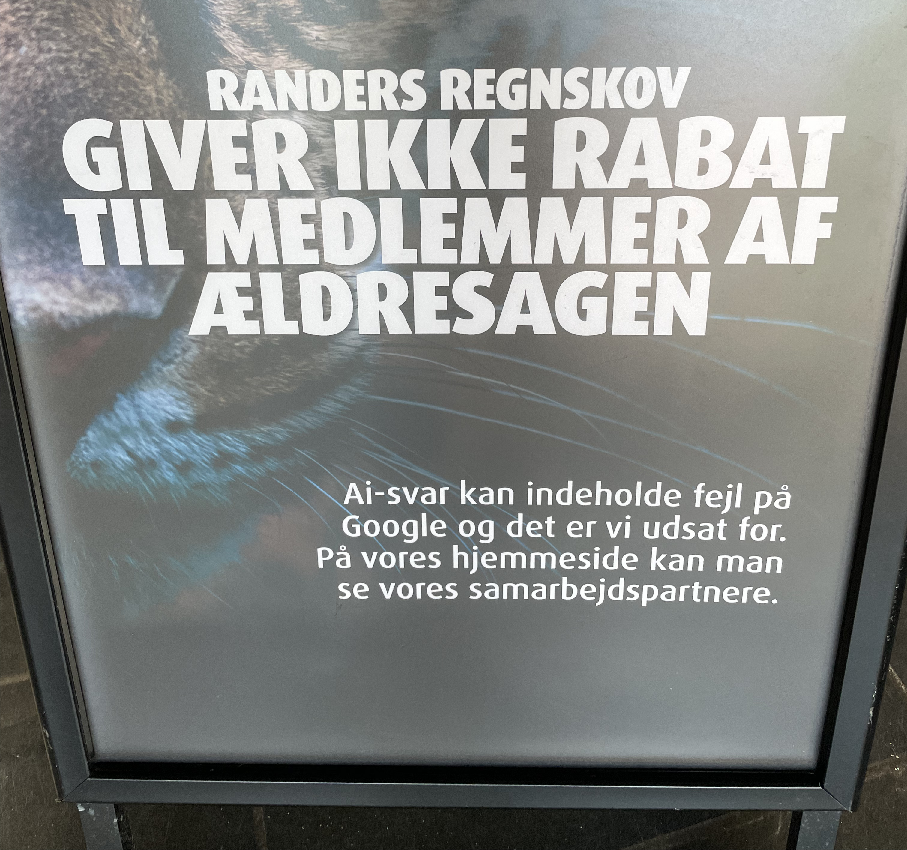 RANDERS REGNSKOV
GIVER IKKE RABAT
TIL MEDLEMMER AF
ÆLDRESAGEN
Ai-svar kan indeholde fejl på
Google og det er vi udsat for.
På vores hjemmeside kan man
se vores samarbejdspartnere.